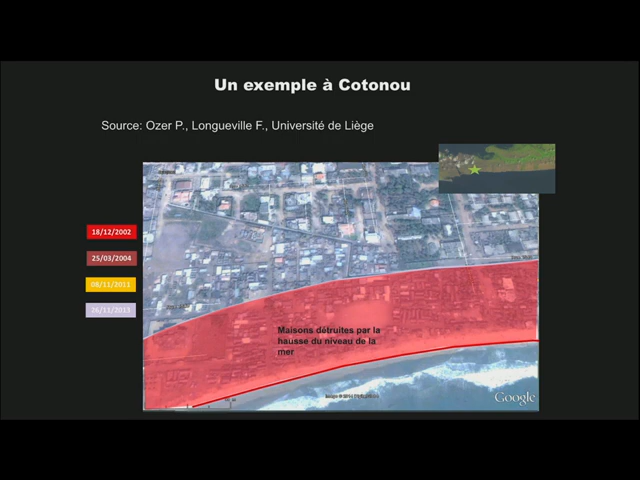 Un exemple à Cotonou
Source: Ozer P., Longueville F., Université de Liège
18/12/2002
25/03/2004
08/11/2011
26/11/2013
Maisons détruites par la
hausse du niveau de la
mer
Google